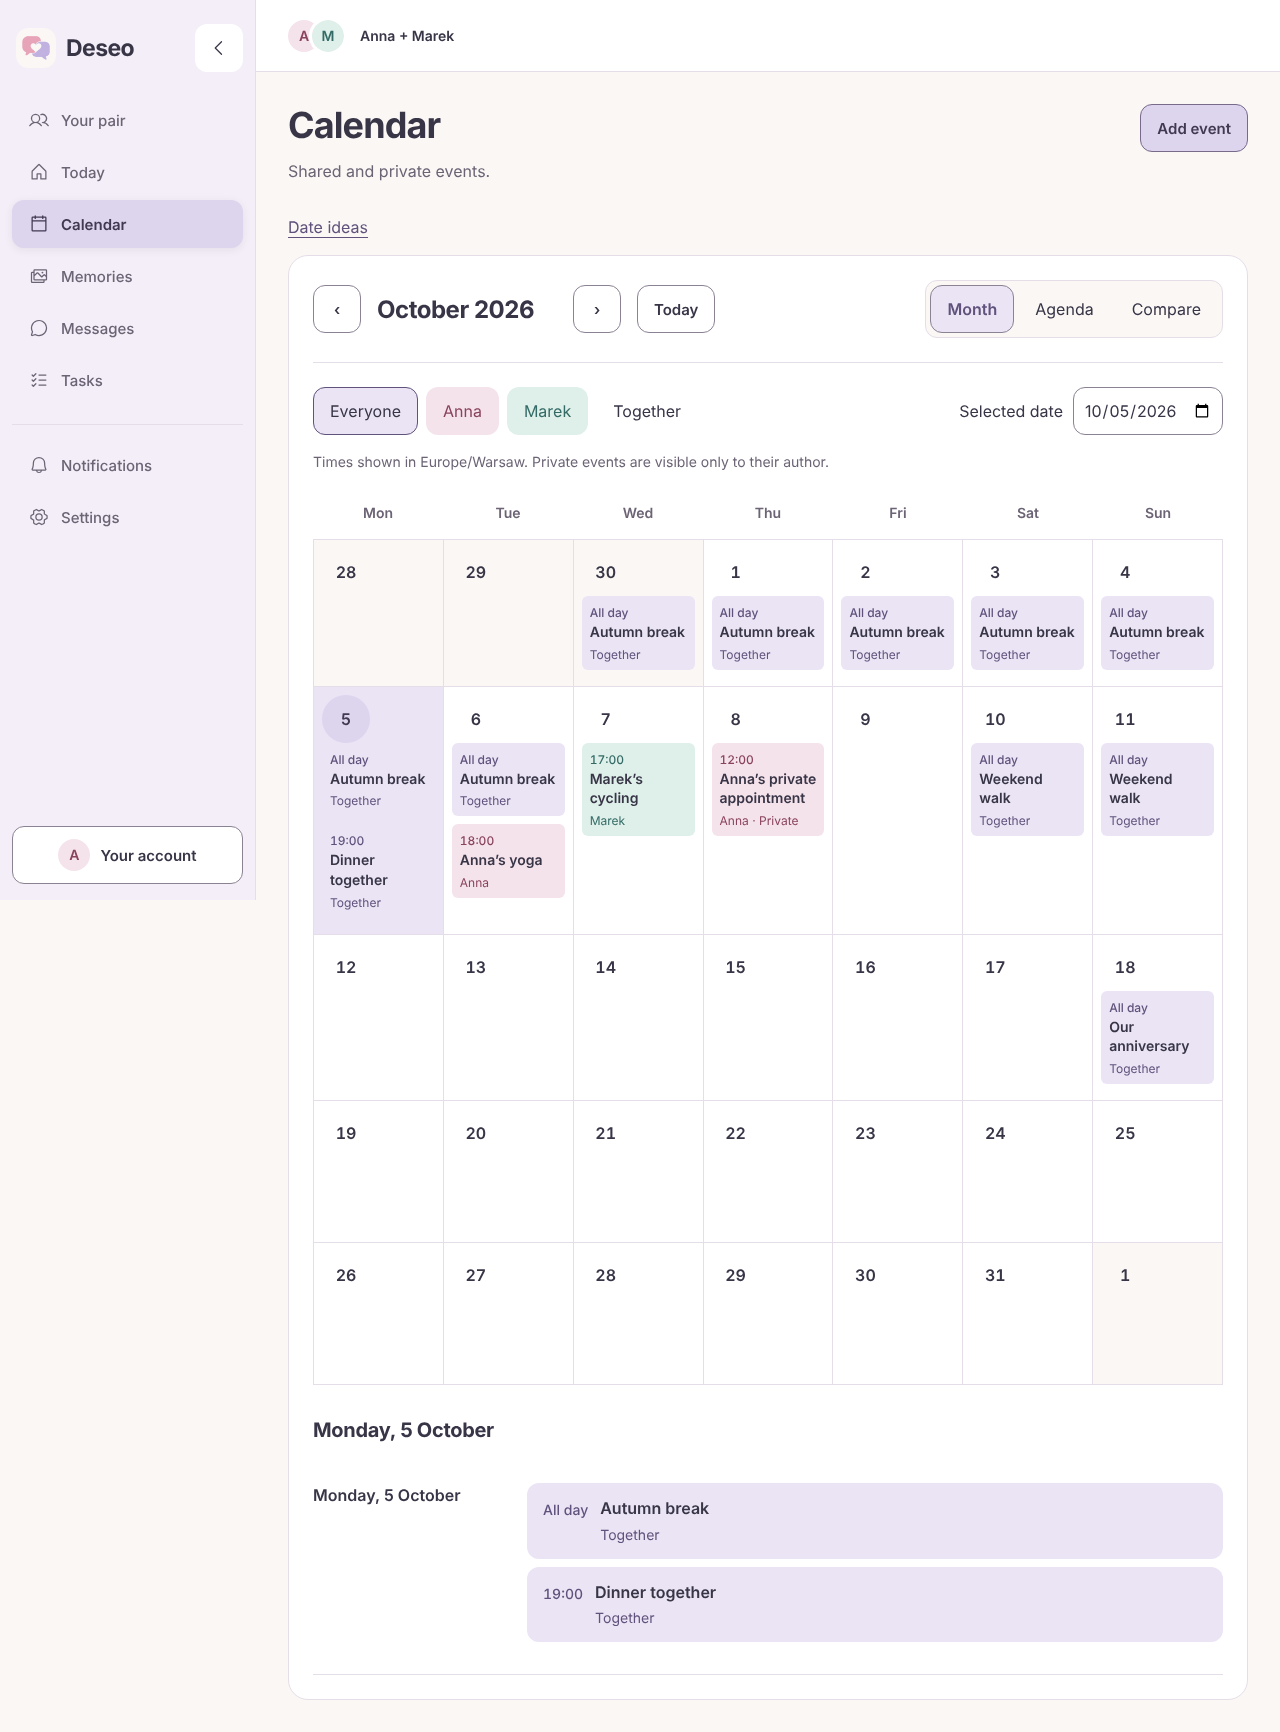 Deseo
Your pair
Today
Calendar
Memories
Messages
Tasks
Notifications
Settings
A Your account
A M Anna + Marek
Calendar
Add event
Shared and private events.
Date ideas
‹ October 2026 › Today Month Agenda Compare
Everyone Anna Marek Together Selected date 10/05/2026
Times shown in Europe/Warsaw. Private events are visible only to their author.
Mon Tue Wed Thu Fri Sat Sun
28
29
30
All day
Autumn break
Together
1
All day
Autumn break
Together
2
All day
Autumn break
Together
3
All day
Autumn break
Together
4
All day
Autumn break
Together
5
All day
Autumn break
Together
19:00
Dinner
together
Together
6
All day
Autumn break
Together
18:00
Anna’s yoga
Anna
7
17:00
Marek’s
cycling
Marek
8
12:00
Anna’s private
appointment
Anna · Private
9
10
All day
Weekend
walk
Together
11
All day
Weekend
walk
Together
12
13
14
15
16
17
18
All day
Our
anniversary
Together
19
20
21
22
23
24
25
26
27
28
29
30
31
1
Monday, 5 October
Monday, 5 October
All day Autumn break
Together
19:00 Dinner together
Together